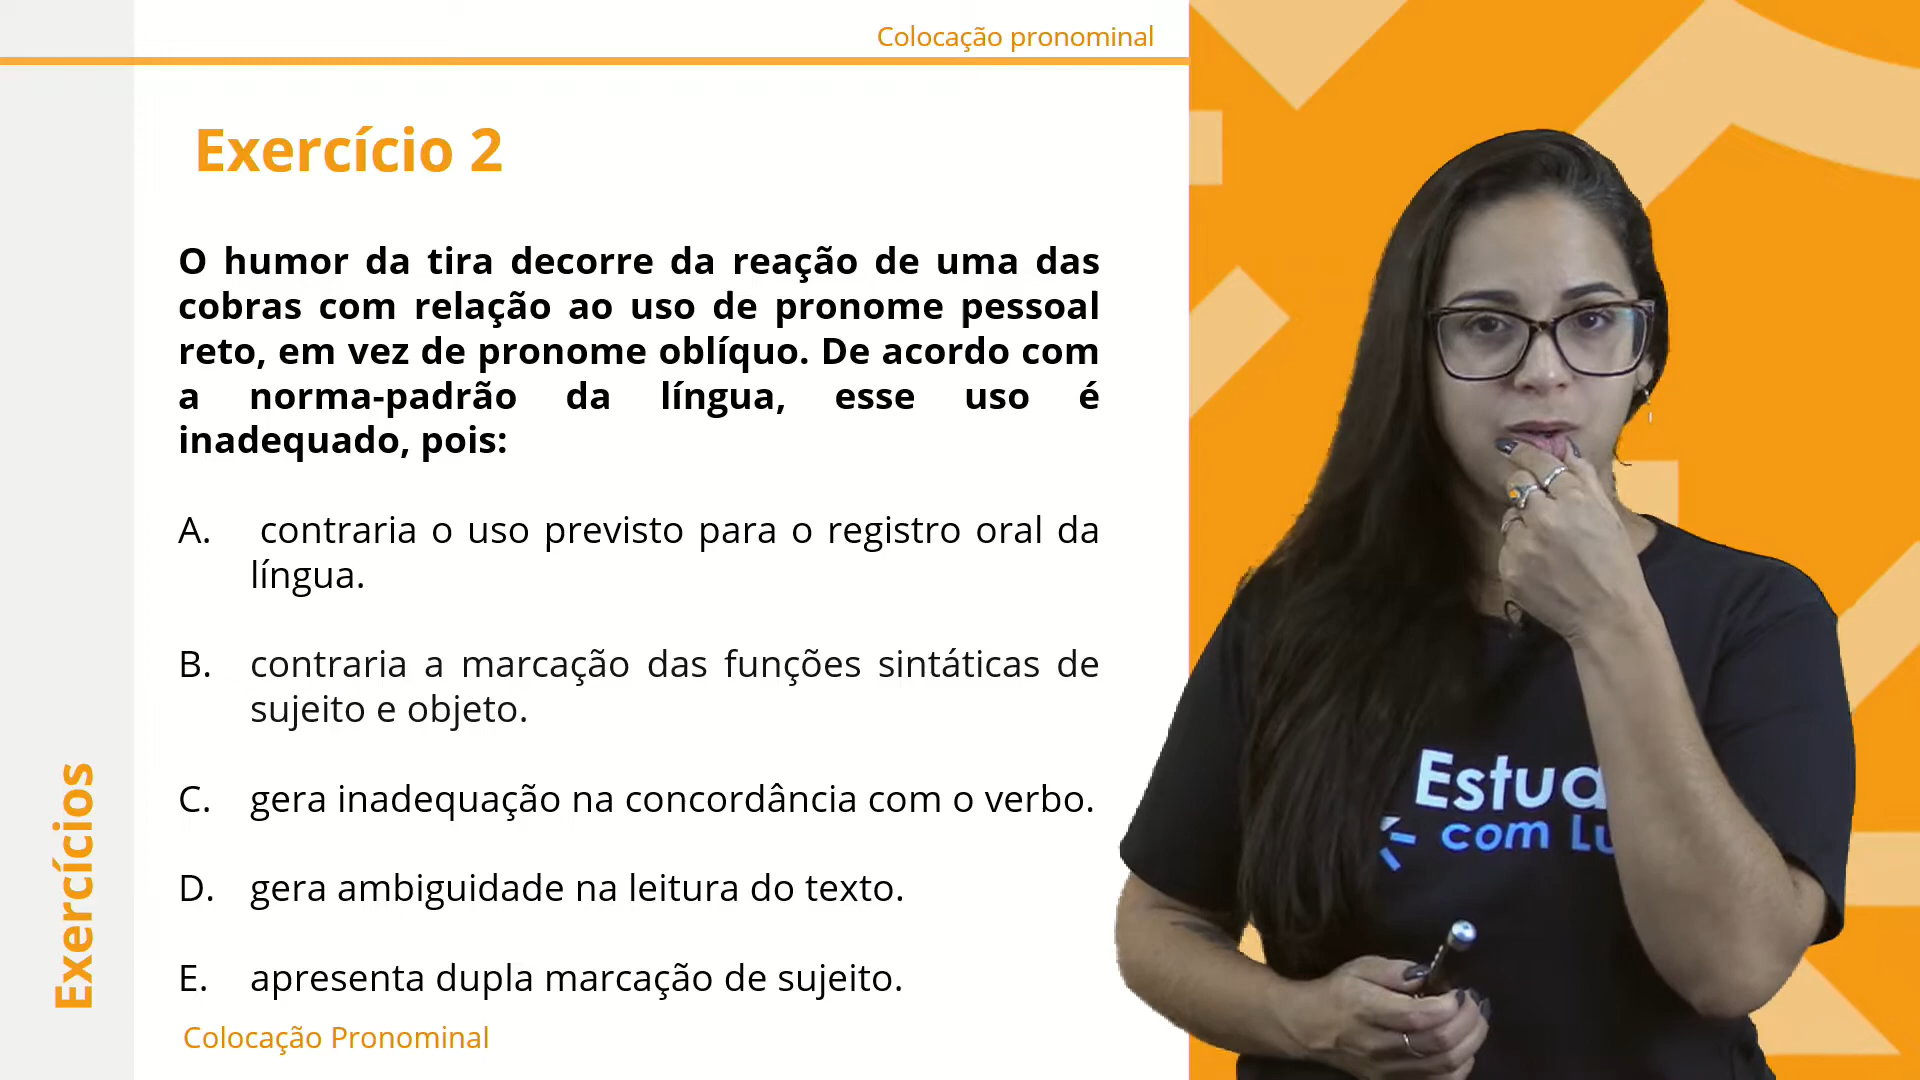 Colocação pronominal
Exercício 2
O humor da tira decorre da reação de uma das
cobras com relação ao uso de pronome pessoal
reto, em vez de pronome oblíquo. De acordo com
a norma-padrão da língua, esse uso é
inadequado, pois:
A. contraria o uso previsto para o registro oral da
língua.
B. contraria a marcação das funções sintáticas de
sujeito e objeto.
C. gera inadequação na concordância com o verbo.
D. gera ambiguidade na leitura do texto.
E. apresenta dupla marcação de sujeito.
Colocação Pronominal
Exercícios
Estud
com Lu